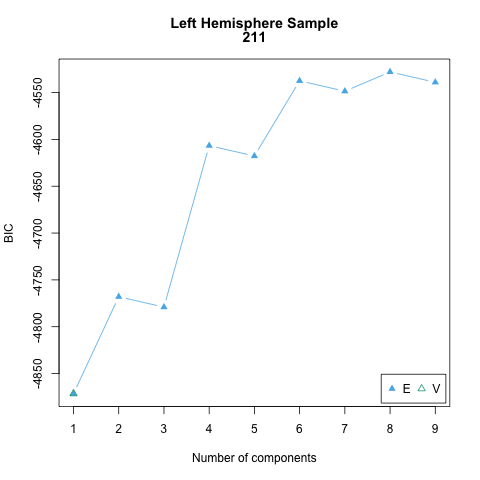 Left Hemisphere Sample
211
BIC
-4550
-4600
-4650
-4700
-4750
-4800
-4850
E V
1 2 3 4 5 6 7 8 9
Number of components